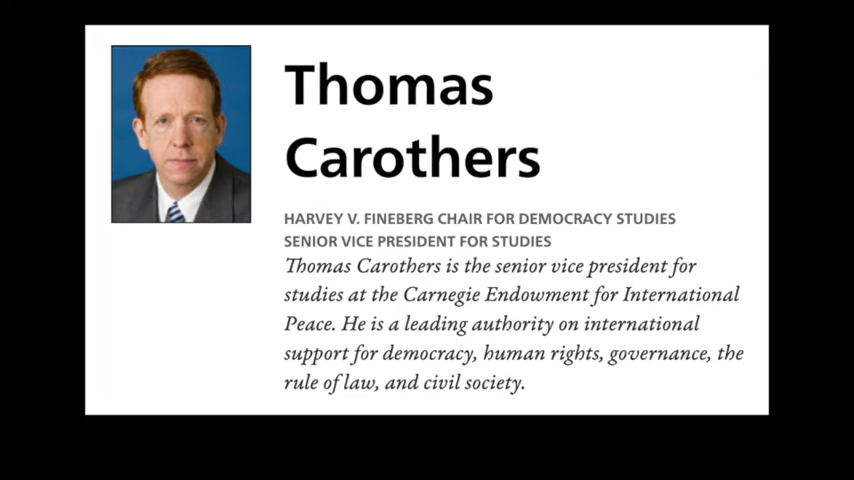 Thomas
Carothers
HARVEY V. FINEBERG CHAIR FOR DEMOCRACY STUDIES
SENIOR VICE PRESIDENT FOR STUDIES
Thomas Carothers is the senior vice president for
studies at the Carnegie Endowment for International
Peace. He is a leading authority on international
support for democracy, human rights, governance, the
rule of law, and civil society.